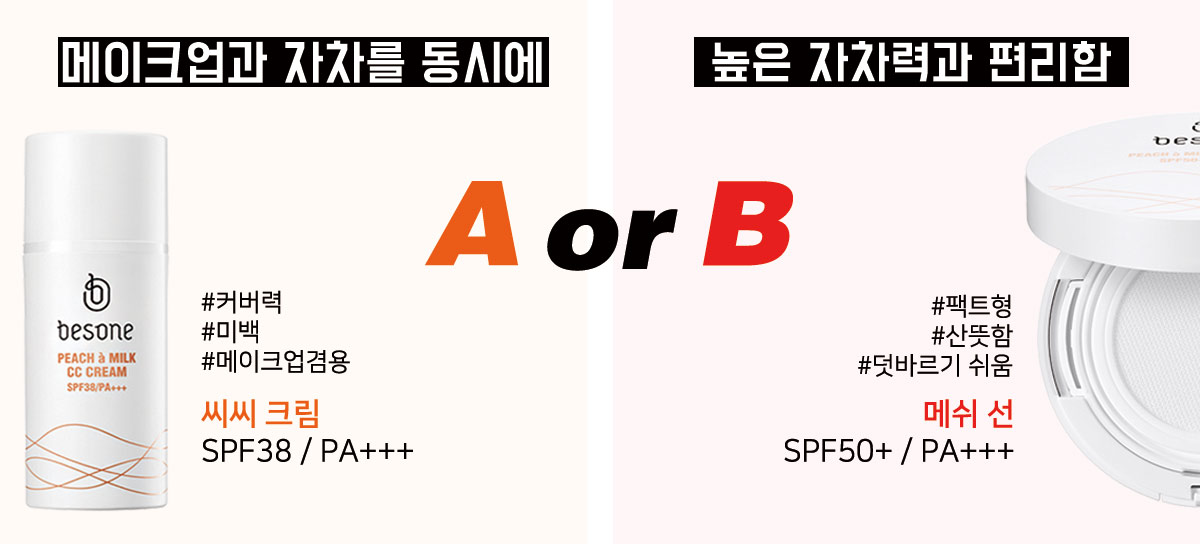 메이크업과 자차를 동시에
높은 자차력과 편리함
A or B
besone
PEACH à MILK
CC CREAM
SPF38/PA+++
#커버력
#미백
#메이크업겸용
씨씨 크림
SPF38 / PA+++
#팩트형
#산뜻함
#덧바르기 쉬움
메쉬 선
SPF50+ / PA+++
bes
PEACH à MI
SPF50